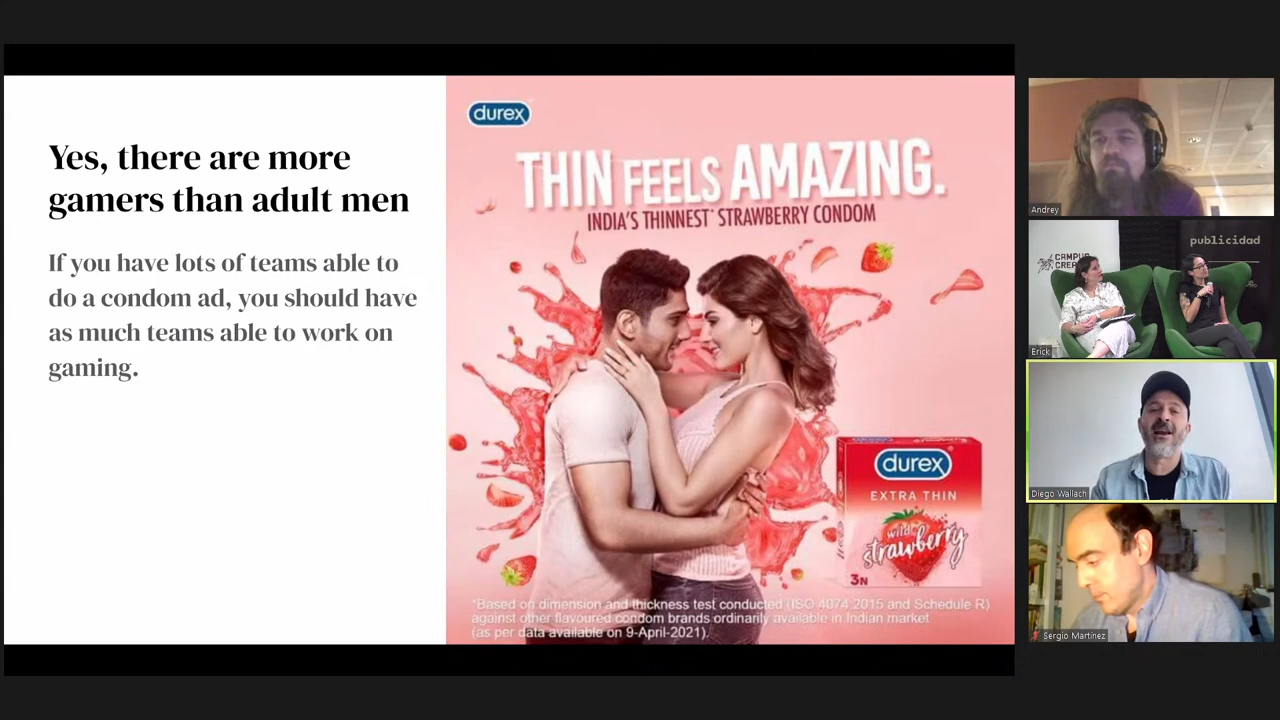 Yes, there are more
gamers than adult men
If you have lots of teams able to
do a condom ad, you should have
as much teams able to work on
gaming.
durex
THIN FEELS AMAZING.
INDIA'S THINNEST* STRAWBERRY CONDOM
durex
EXTRA THIN
wild
strawberry
3N
*Based on dimension and thickness test conducted (ISO 4074:2015 and Schedule R)
against other flavoured condom brands ordinarily available in Indian market
(as per data available on 9-April-2021).
Andrey
CAMPUS
publicidad
Erick
Diego Wallach
Sergio Martínez